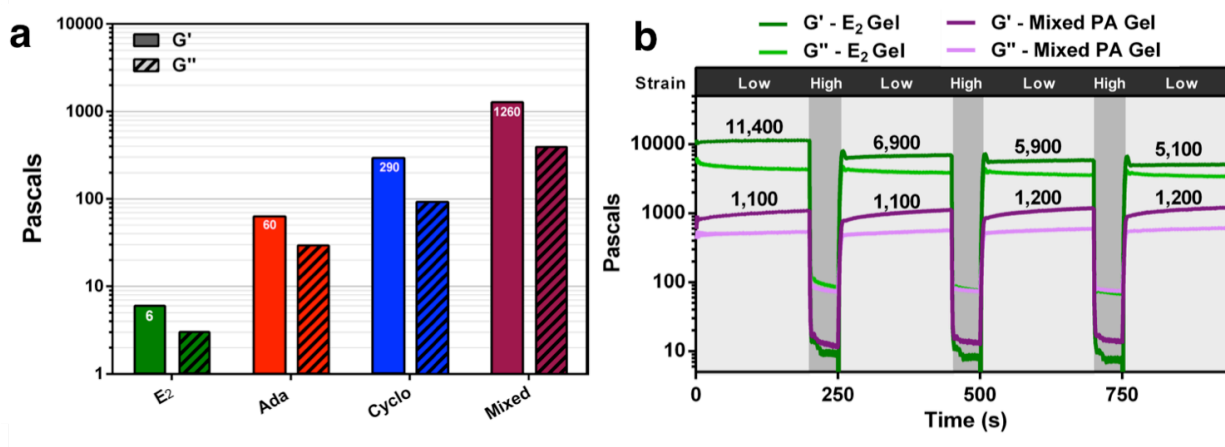 a
10000
1000
100
10
1
Pascals
G'
G''
6
60
290
1260
E2
Ada
Cyclo
Mixed
b
G' - E2 Gel
G' - Mixed PA Gel
G'' - E2 Gel
G'' - Mixed PA Gel
Strain
Low High Low High Low High Low
10000
1000
100
10
Pascals
11,400
6,900
5,900
5,100
1,100
1,100
1,200
1,200
0 250 500 750
Time (s)